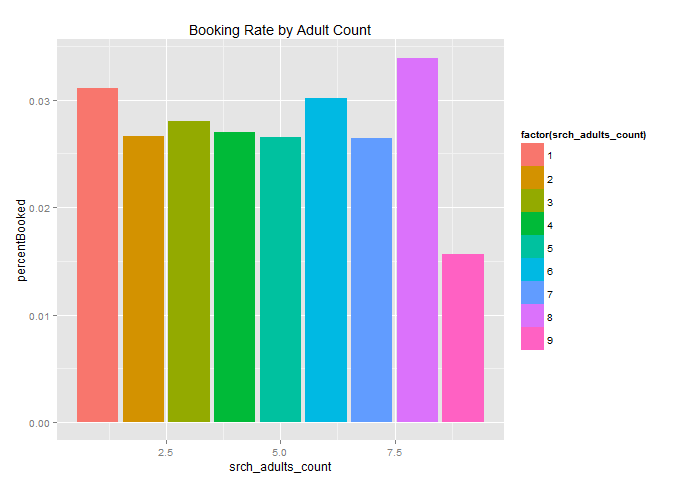 Booking Rate by Adult Count
percentBooked
0.03
0.02
0.01
0.00
2.5 5.0 7.5
srch_adults_count
factor(srch_adults_count)
1
2
3
4
5
6
7
8
9